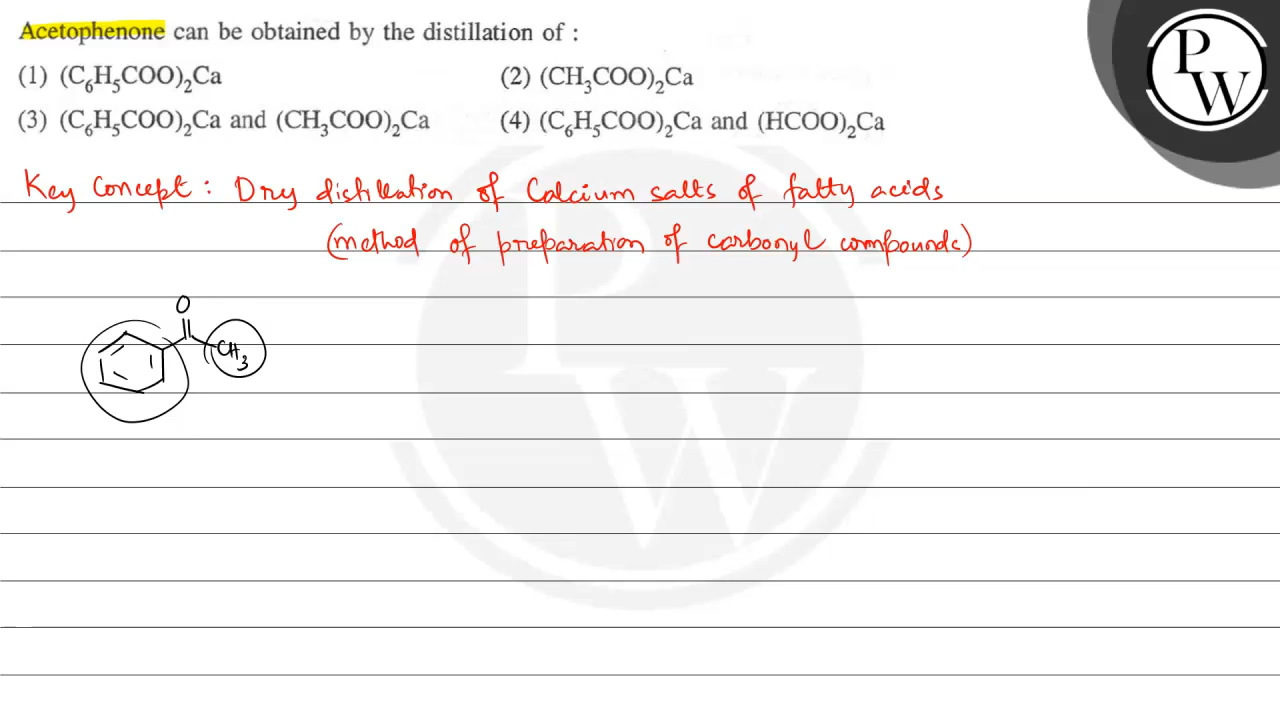 Acetophenone can be obtained by the distillation of :
(1) (C₆H₅COO)₂Ca (2) (CH₃COO)₂Ca
(3) (C₆H₅COO)₂Ca and (CH₃COO)₂Ca (4) (C₆H₅COO)₂Ca and (HCOO)₂Ca
P
W
Key Concept : Dry distillation of Calcium salts of fatty acids
(method of preparation of carbonyl compounds)
O
CH₃
P
W